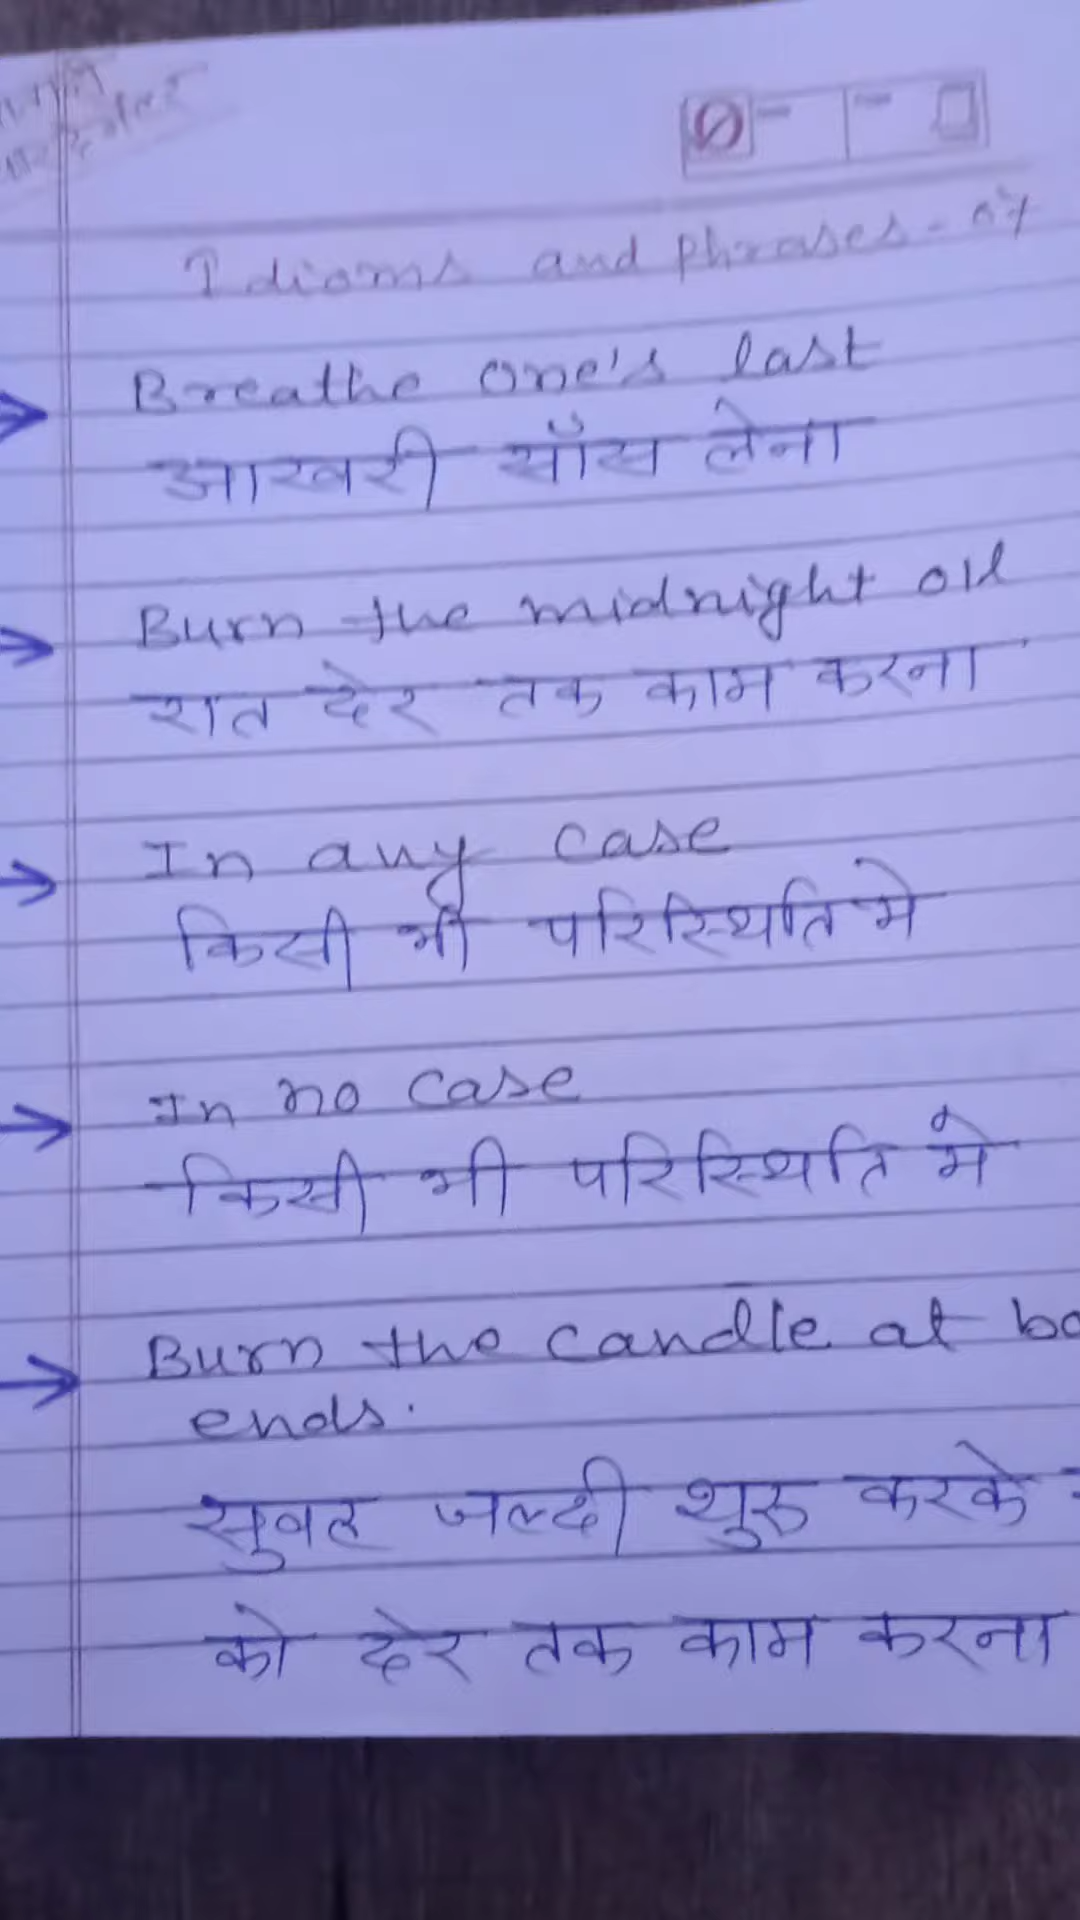 Idioms and phrases - 07
Breathe one's last
आखरी साँस लेना
Burn the midnight oil
रात देर तक काम करना
In any case
किसी भी परिस्थिति मे
In no case
किसी भी परिस्थिति में
Burn the candle at bo
ends.
सुबह जल्दी शुरू करके
को देर तक काम करना